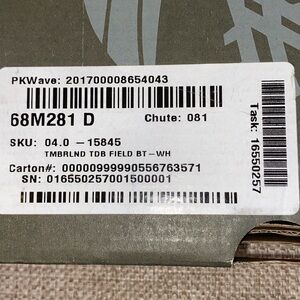 PKWave: 201700008654043
68M281 D
Chute: 081
SKU: 04.0 -15845
TMBRLND TDB FIELD BT-WH
Carton#: 00000999990556763571
SN: 016550257001500001
Task: 16550257